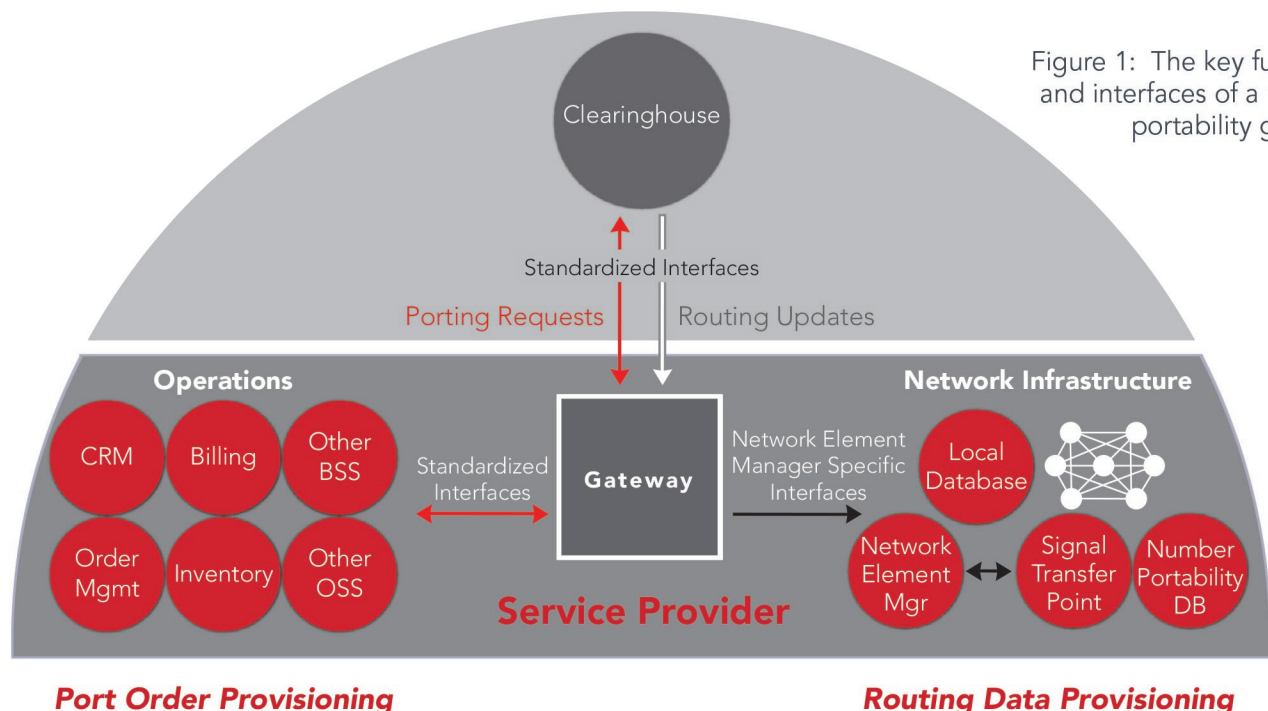 Figure 1: The key fu
and interfaces of a
portability g
Clearinghouse
Standardized Interfaces
Porting Requests
Routing Updates
Operations
Network Infrastructure
CRM
Billing
Other
BSS
Order
Mgmt
Inventory
Other
OSS
Standardized
Interfaces
Gateway
Network Element
Manager Specific
Interfaces
Local
Database
Network
Element
Mgr
Signal
Transfer
Point
Number
Portability
DB
Service Provider
Port Order Provisioning
Routing Data Provisioning